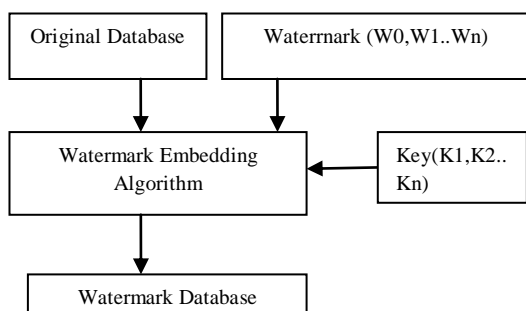 Original Database
Waterrnark (W0,W1..Wn)
Watermark Embedding
Algorithm
Key(K1,K2..
Kn)
Watermark Database